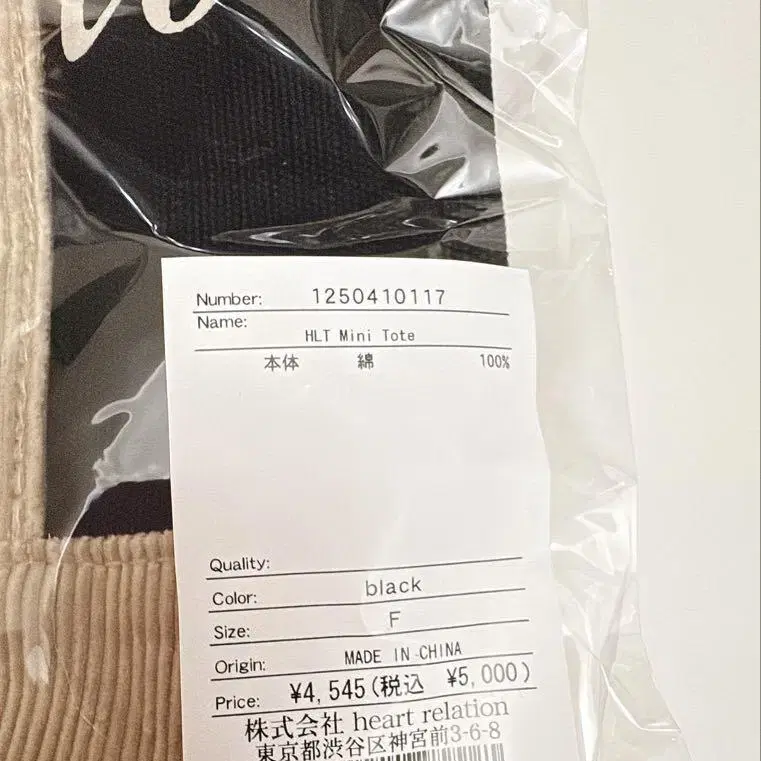 Number: 1250410117
Name:
HLT Mini Tote
本体 綿 100%
Quality:
Color: black
Size: F
Origin: MADE IN CHINA
Price: ¥4,545(税込 ¥5,000)
株式会社 heart relation
東京都渋谷区神宮前3-6-8